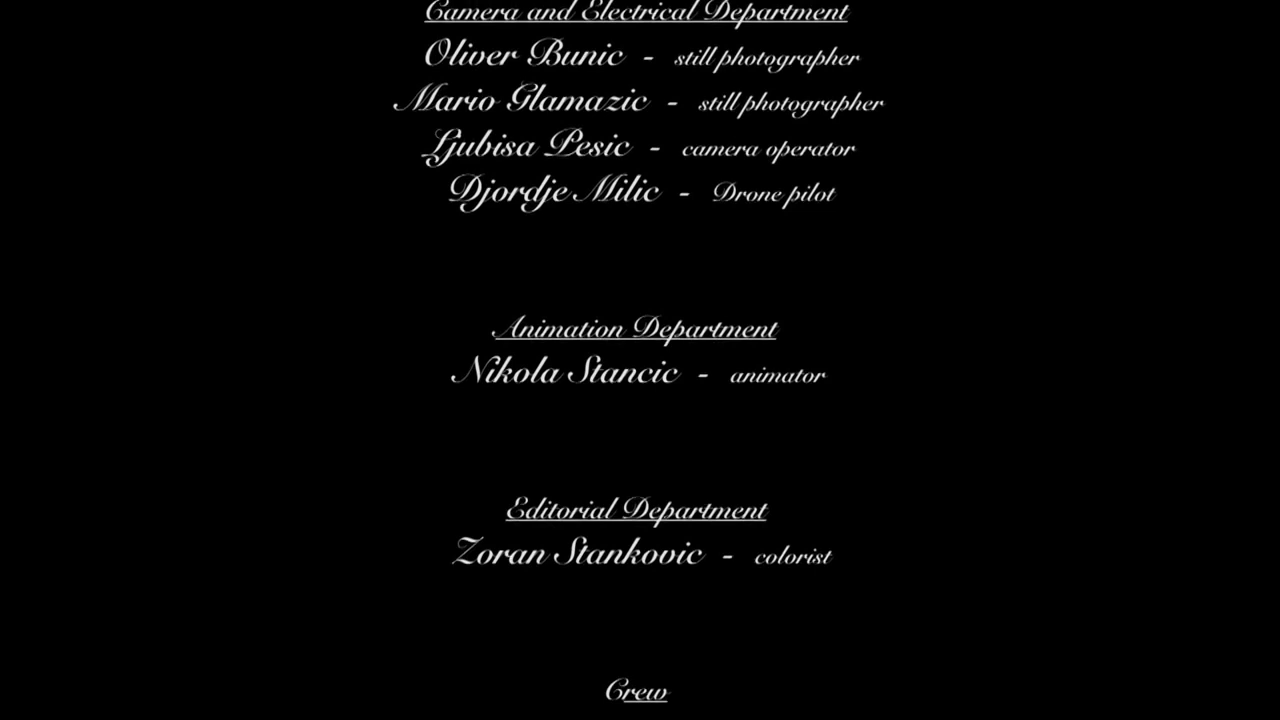 Camera and Electrical Department
Oliver Bunic - still photographer
Mario Glamazic - still photographer
Ljubisa Pesic - camera operator
Djordje Milic - Drone pilot
Animation Department
Nikola Stancic - animator
Editorial Department
Zoran Stankovic - colorist
Crew